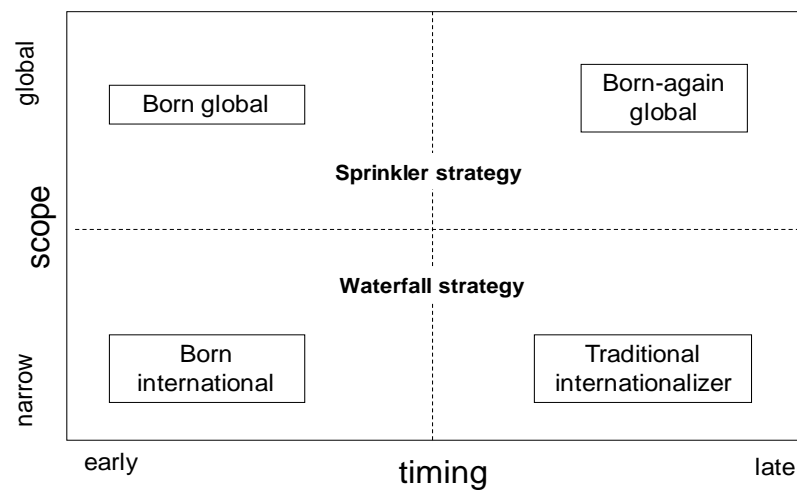 global
Born global
Born-again
global
Sprinkler strategy
scope
Waterfall strategy
Born
international
Traditional
internationalizer
narrow
early
timing
late